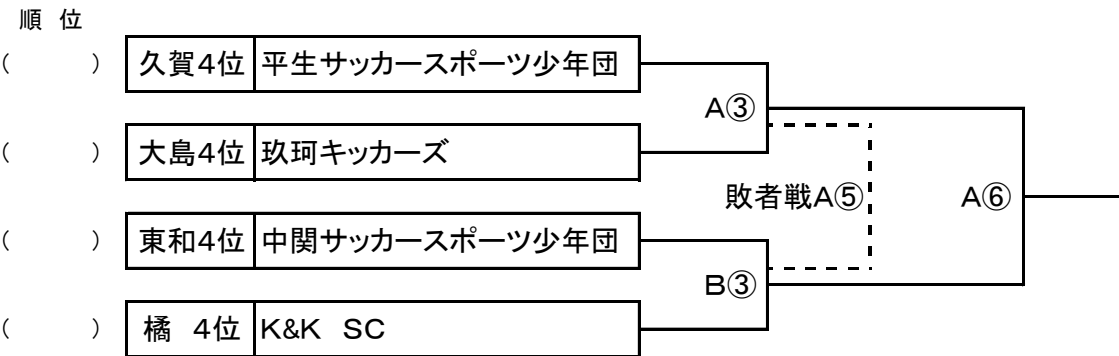 順 位
(　　) 久賀4位 平生サッカースポーツ少年団
A③
(　　) 大島4位 玖珂キッカーズ
敗者戦A⑤ A⑥
(　　) 東和4位 中関サッカースポーツ少年団
B③
(　　) 橘 4位 K&K SC